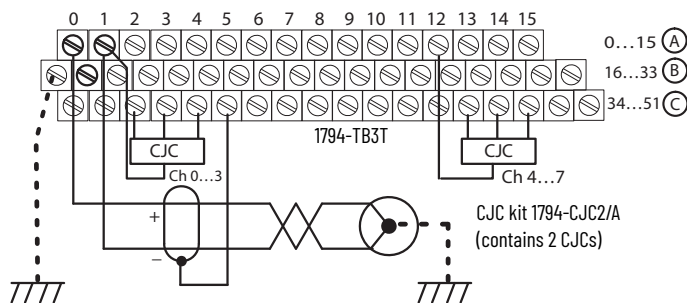 0 1 2 3 4 5 6 7 8 9 10 11 12 13 14 15
0...15 A
16...33 B
34...51 C
1794-TB3T
CJC
CJC
Ch 0...3
Ch 4...7
+
CJC kit 1794-CJC2/A
(contains 2 CJCs)
–